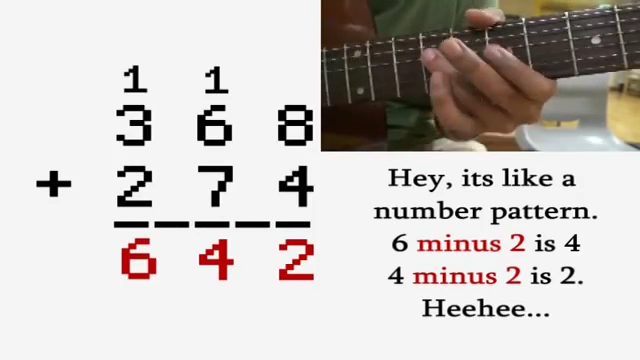 1 1
3 6 8
+ 2 7 4
6 4 2
Hey, its like a
number pattern.
6 minus 2 is 4
4 minus 2 is 2.
Heehee...